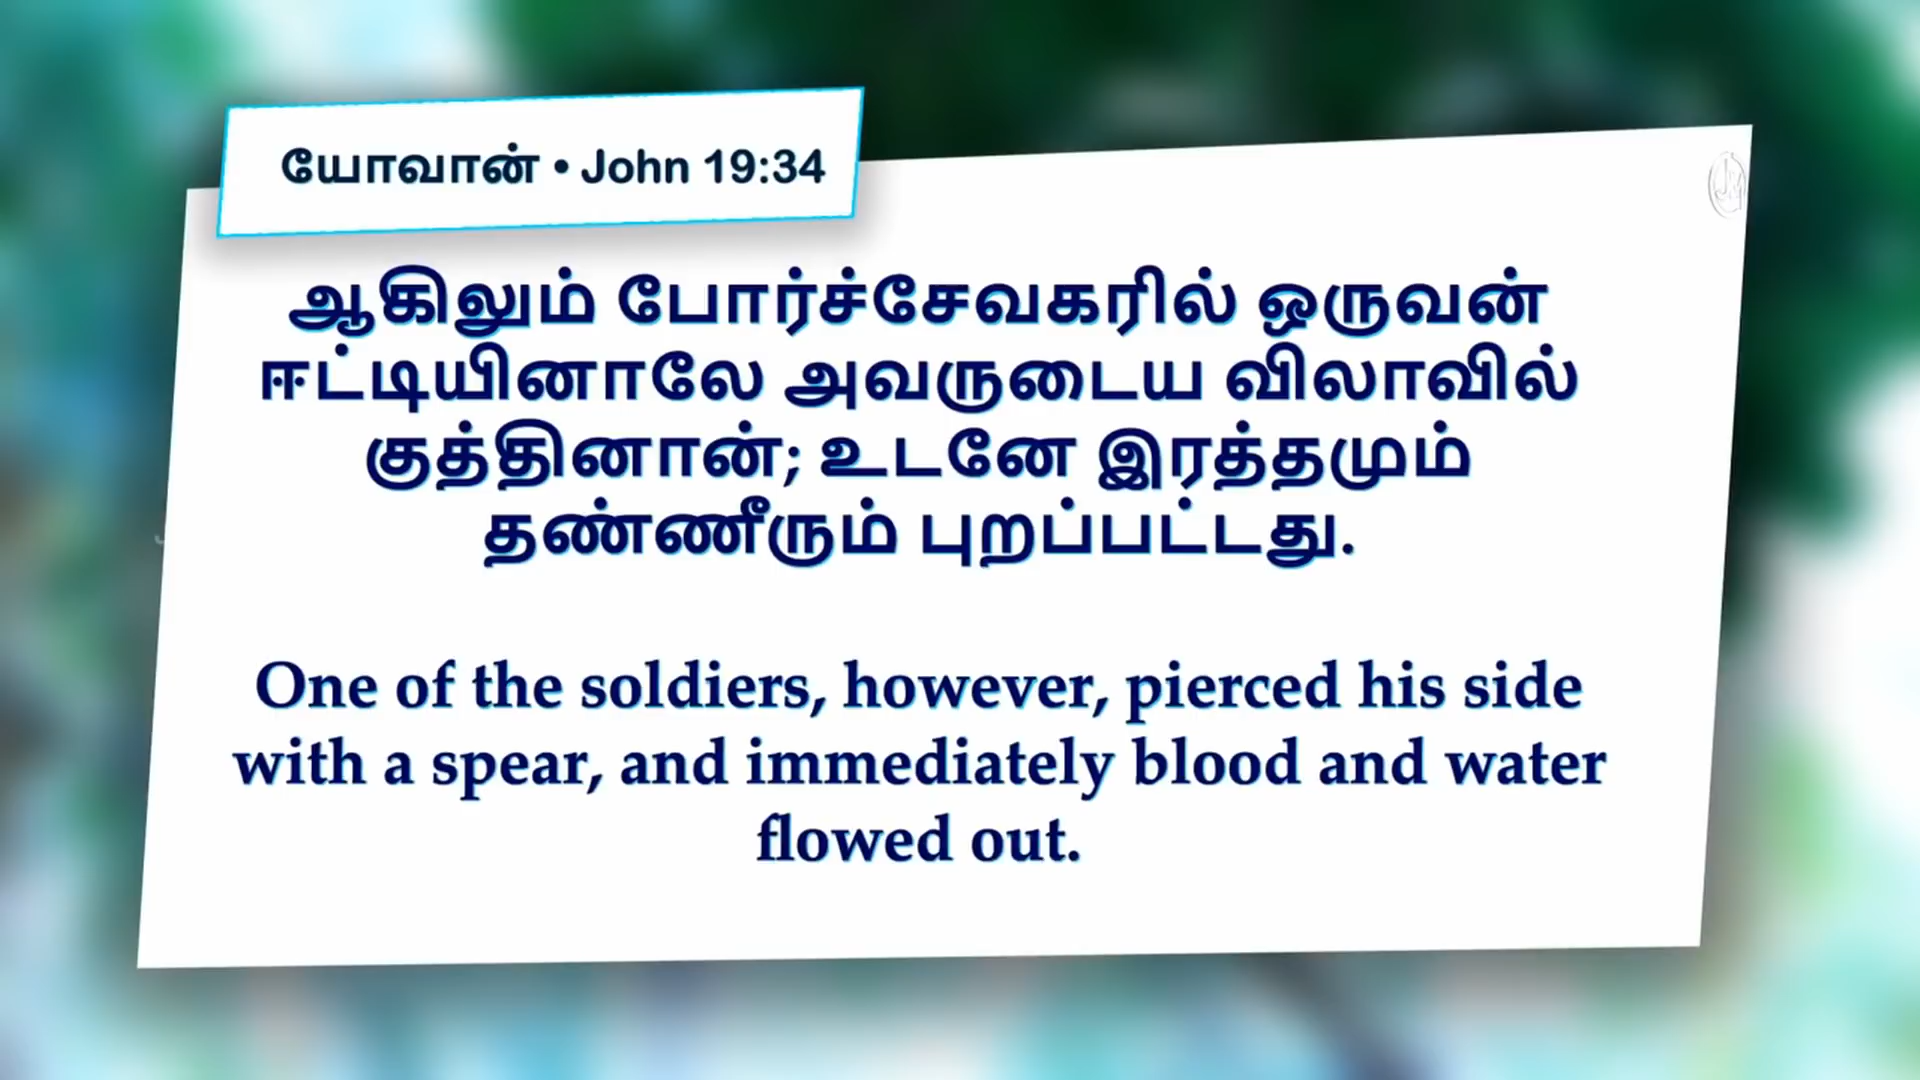 யோவான் • John 19:34
ஆகிலும் போர்ச்சேவகரில் ஒருவன்
ஈட்டியினாலே அவருடைய விலாவில்
குத்தினான்; உடனே இரத்தமும்
தண்ணீரும் புறப்பட்டது.
One of the soldiers, however, pierced his side
with a spear, and immediately blood and water
flowed out.